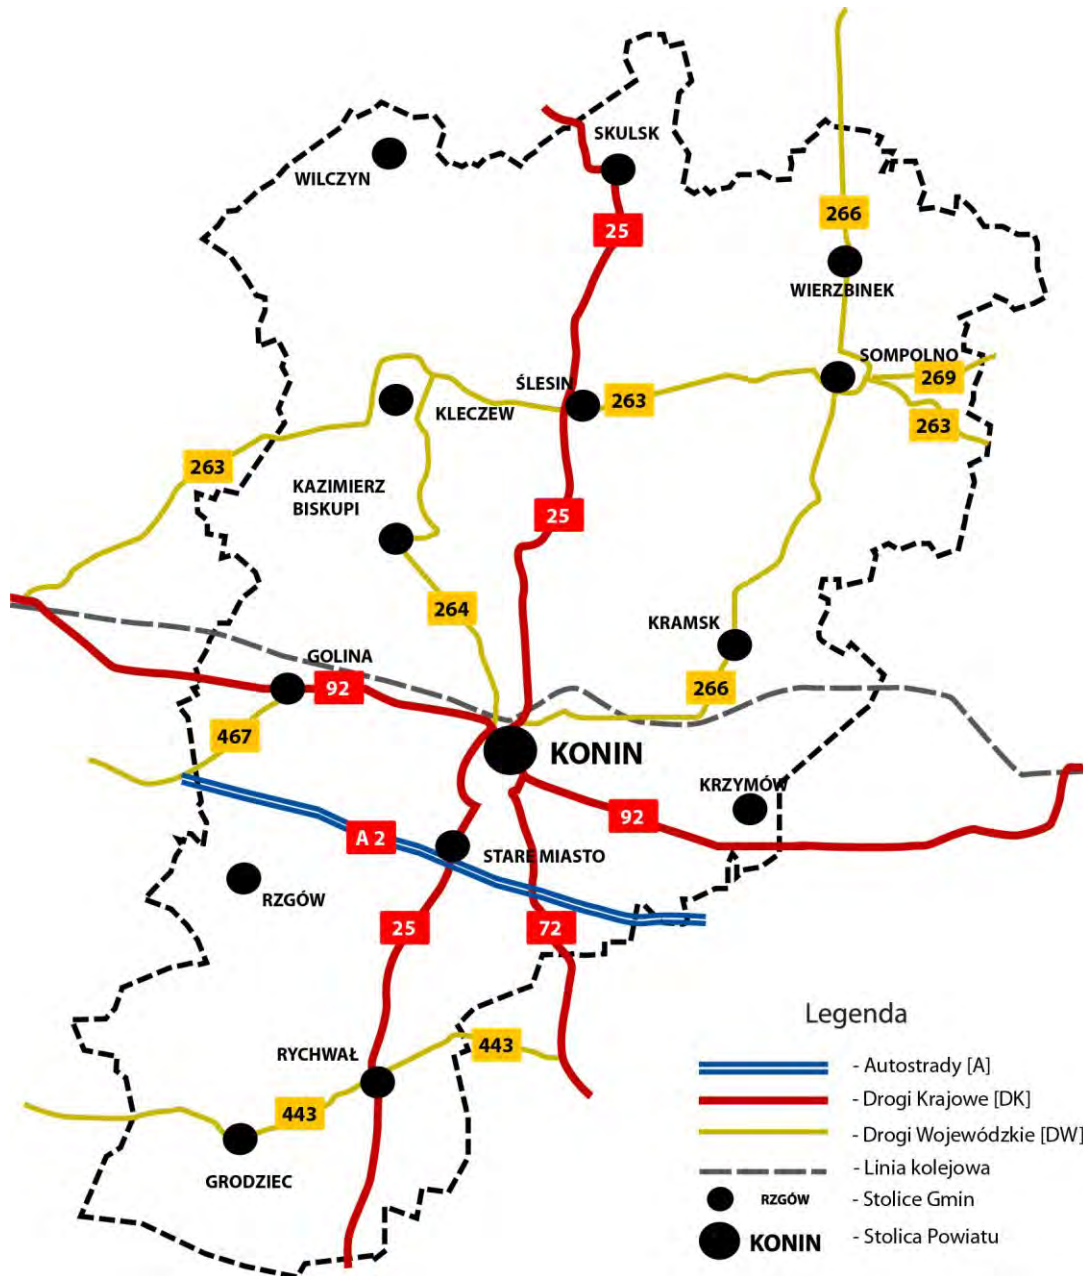 SKULSK
WILCZYN
266
25
WIERZBINEK
SOMPOLNO
ŚLESIN
269
263
KLECZEW
263
263
KAZIMIERZ
BISKUPI
25
264
KRAMSK
GOLINA
92
266
467
KONIN
KRZYMÓW
92
A 2
STARE MIASTO
RZGÓW
25
72
443
RYCHWAŁ
443
GRODZIEC
Legenda
- Autostrady [A]
- Drogi Krajowe [DK]
- Drogi Wojewódzkie [DW]
- Linia kolejowa
RZGÓW - Stolice Gmin
KONIN - Stolica Powiatu